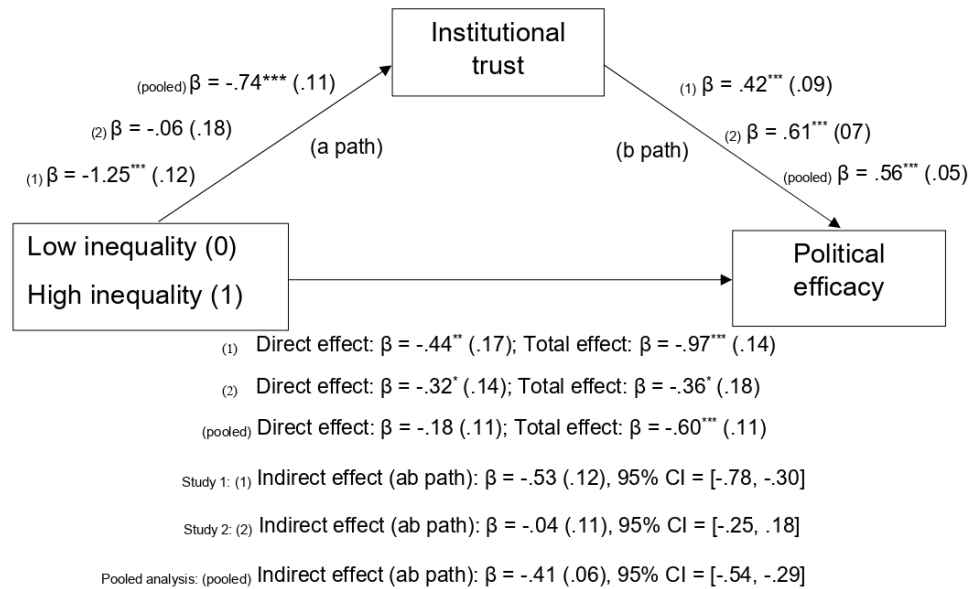 Institutional
trust
(pooled) β = -.74*** (.11)
(2) β = -.06 (.18)
(1) β = -1.25*** (.12)
(a path)
(1) β = .42*** (.09)
(2) β = .61*** (07)
(pooled) β = .56*** (.05)
(b path)
Low inequality (0)
High inequality (1)
Political
efficacy
(1) Direct effect: β = -.44** (.17); Total effect: β = -.97*** (.14)
(2) Direct effect: β = -.32* (.14); Total effect: β = -.36* (.18)
(pooled) Direct effect: β = -.18 (.11); Total effect: β = -.60*** (.11)
Study 1: (1) Indirect effect (ab path): β = -.53 (.12), 95% CI = [-.78, -.30]
Study 2: (2) Indirect effect (ab path): β = -.04 (.11), 95% CI = [-.25, .18]
Pooled analysis: (pooled) Indirect effect (ab path): β = -.41 (.06), 95% CI = [-.54, -.29]